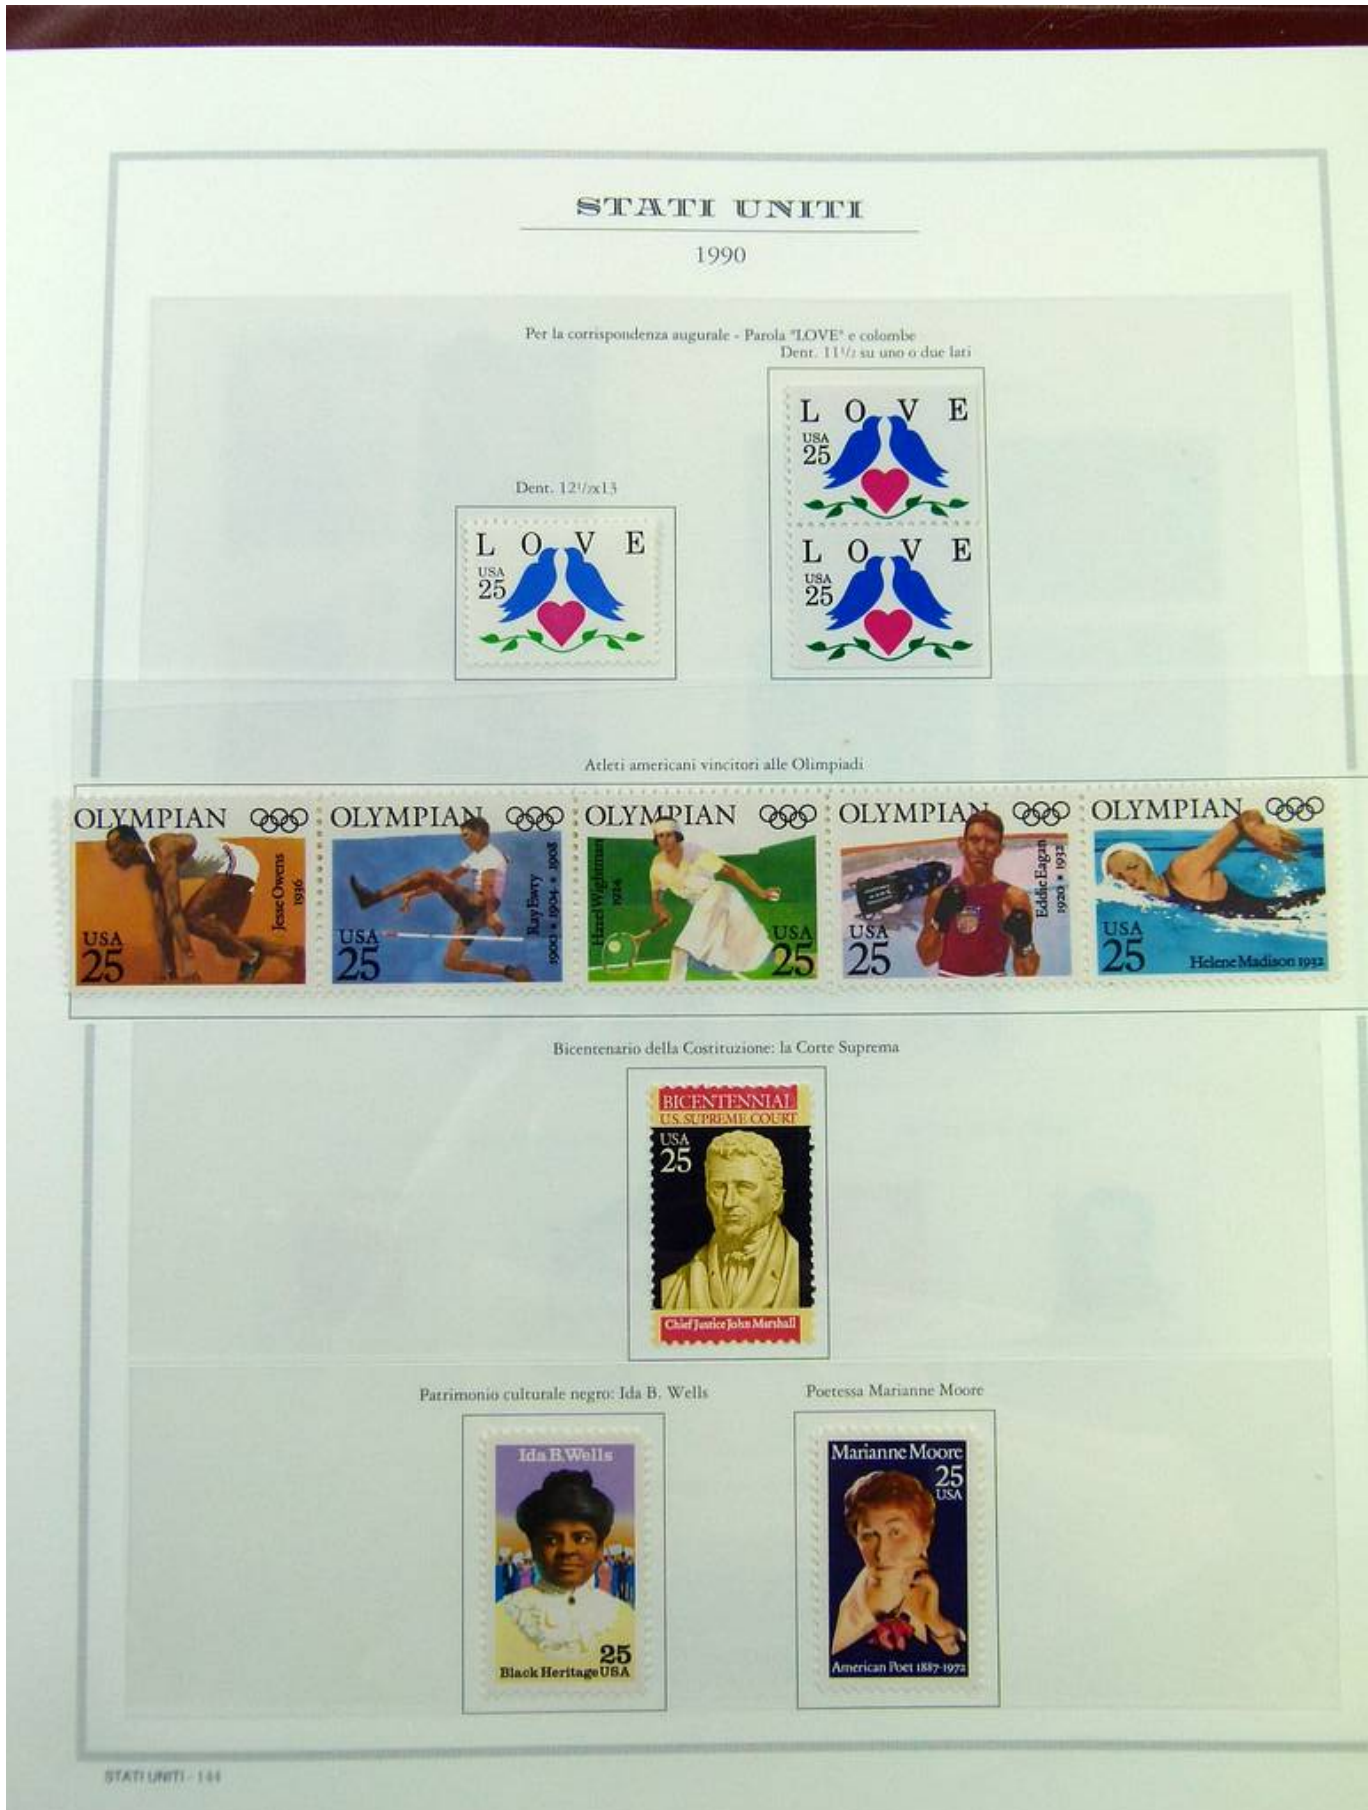 STATI UNITI
1990
Per la corrispondenza augurale - Parola "LOVE" e colombe
Dent. 11 1/2 su uno o due lati
L O V E
USA
25
Dent. 12 1/2x13
L O V E
USA
25
L O V E
USA
25
Atleti americani vincitori alle Olimpiadi
OLYMPIAN
Jesse Owens
1936
USA
25
OLYMPIAN
Ray Ewry
1900 * 1904 * 1908
USA
25
OLYMPIAN
Hazel Wightman
1924
USA
25
OLYMPIAN
Eddie Eagan
1920 * 1932
USA
25
OLYMPIAN
USA
25
Helene Madison 1932
Bicentenario della Costituzione: la Corte Suprema
BICENTENNIAL
U.S. SUPREME COURT
USA
25
Chief Justice John Marshall
Patrimonio culturale negro: Ida B. Wells
Poetessa Marianne Moore
Ida B. Wells
25
Black Heritage USA
Marianne Moore
25
USA
American Poet 1887-1972
STATI UNITI - 144